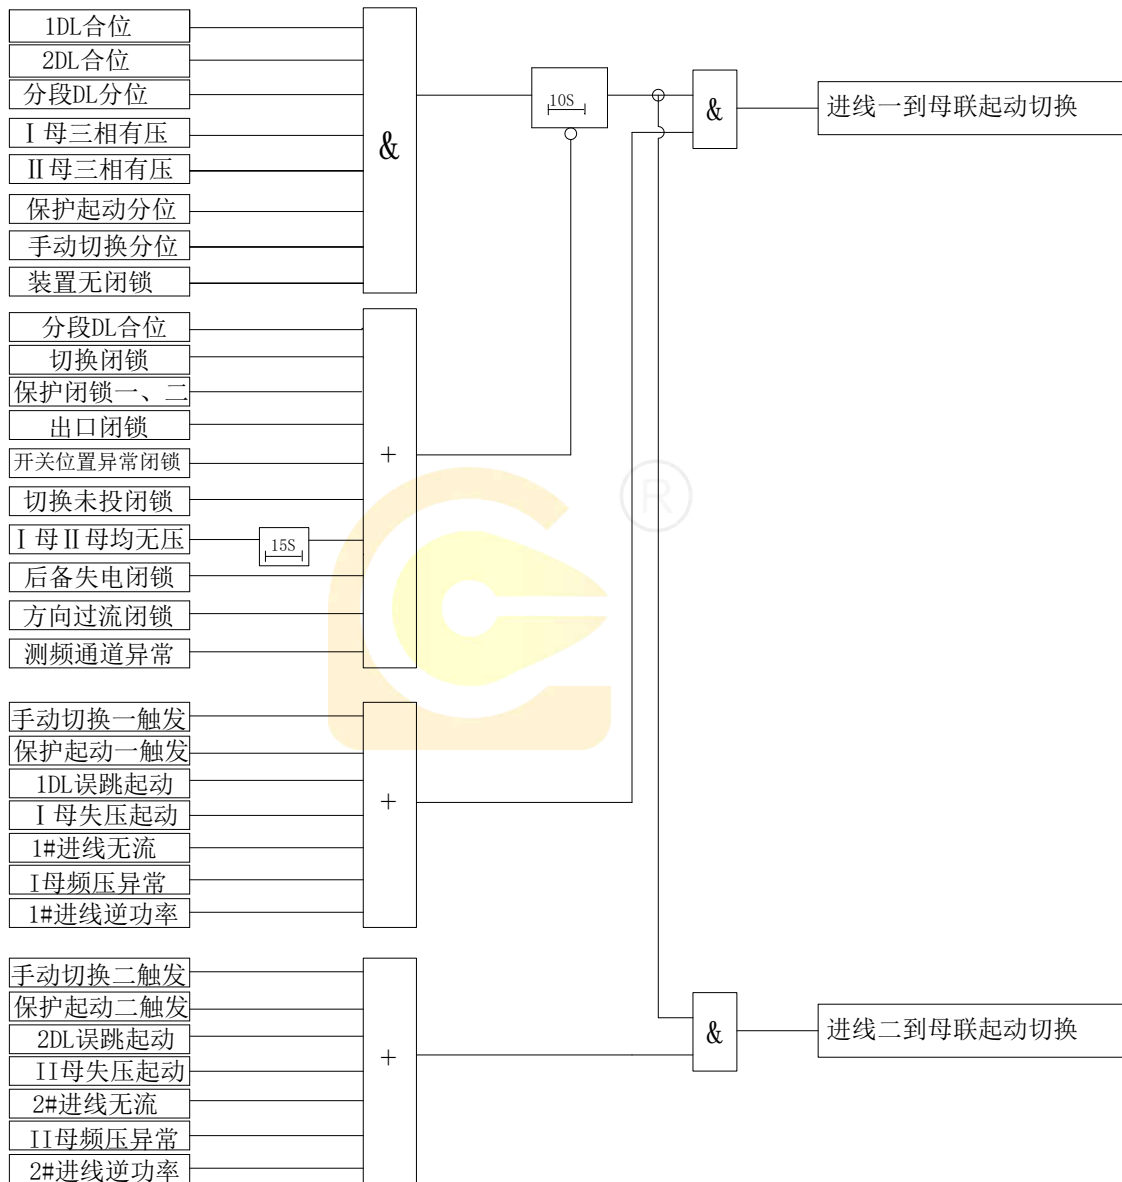 1DL合位
2DL合位
分段DL分位
Ⅰ母三相有压
Ⅱ母三相有压
保护起动分位
手动切换分位
装置无闭锁
&
10S
&
进线一到母联起动切换
分段DL合位
切换闭锁
保护闭锁一、二
出口闭锁
开关位置异常闭锁
切换未投闭锁
Ⅰ母Ⅱ母均无压
15S
后备失电闭锁
方向过流闭锁
测频通道异常
+
®
手动切换一触发
保护起动一触发
1DL误跳起动
Ⅰ母失压起动
1#进线无流
I母频压异常
1#进线逆功率
+
手动切换二触发
保护起动二触发
2DL误跳起动
II母失压起动
2#进线无流
II母频压异常
2#进线逆功率
+
&
进线二到母联起动切换